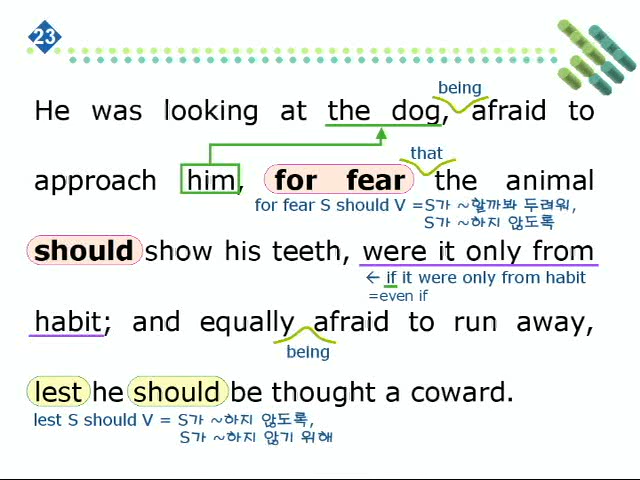 23
being
He was looking at the dog, afraid to
that
approach him, for fear the animal
for fear S should V =S가 ~할까봐 두려워,
S가 ~하지 않도록
should show his teeth, were it only from
← if it were only from habit
=even if
habit; and equally afraid to run away,
being
lest he should be thought a coward.
lest S should V = S가 ~하지 않도록,
S가 ~하지 않기 위해